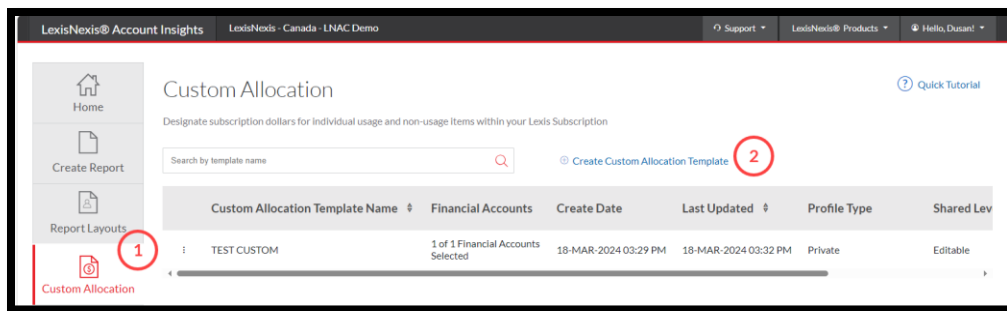 LexisNexis® Account Insights
LexisNexis - Canada - LNAC Demo
Support
LexisNexis® Products
Hello, Dusan!
Home
Create Report
Report Layouts
1
Custom Allocation
Custom Allocation
? Quick Tutorial
Designate subscription dollars for individual usage and non-usage items within your Lexis Subscription
Search by template name
Create Custom Allocation Template
2
Custom Allocation Template Name Financial Accounts Create Date Last Updated Profile Type Shared Lev
TEST CUSTOM 1 of 1 Financial Accounts 18-MAR-2024 03:29 PM 18-MAR-2024 03:32 PM Private Editable
Selected